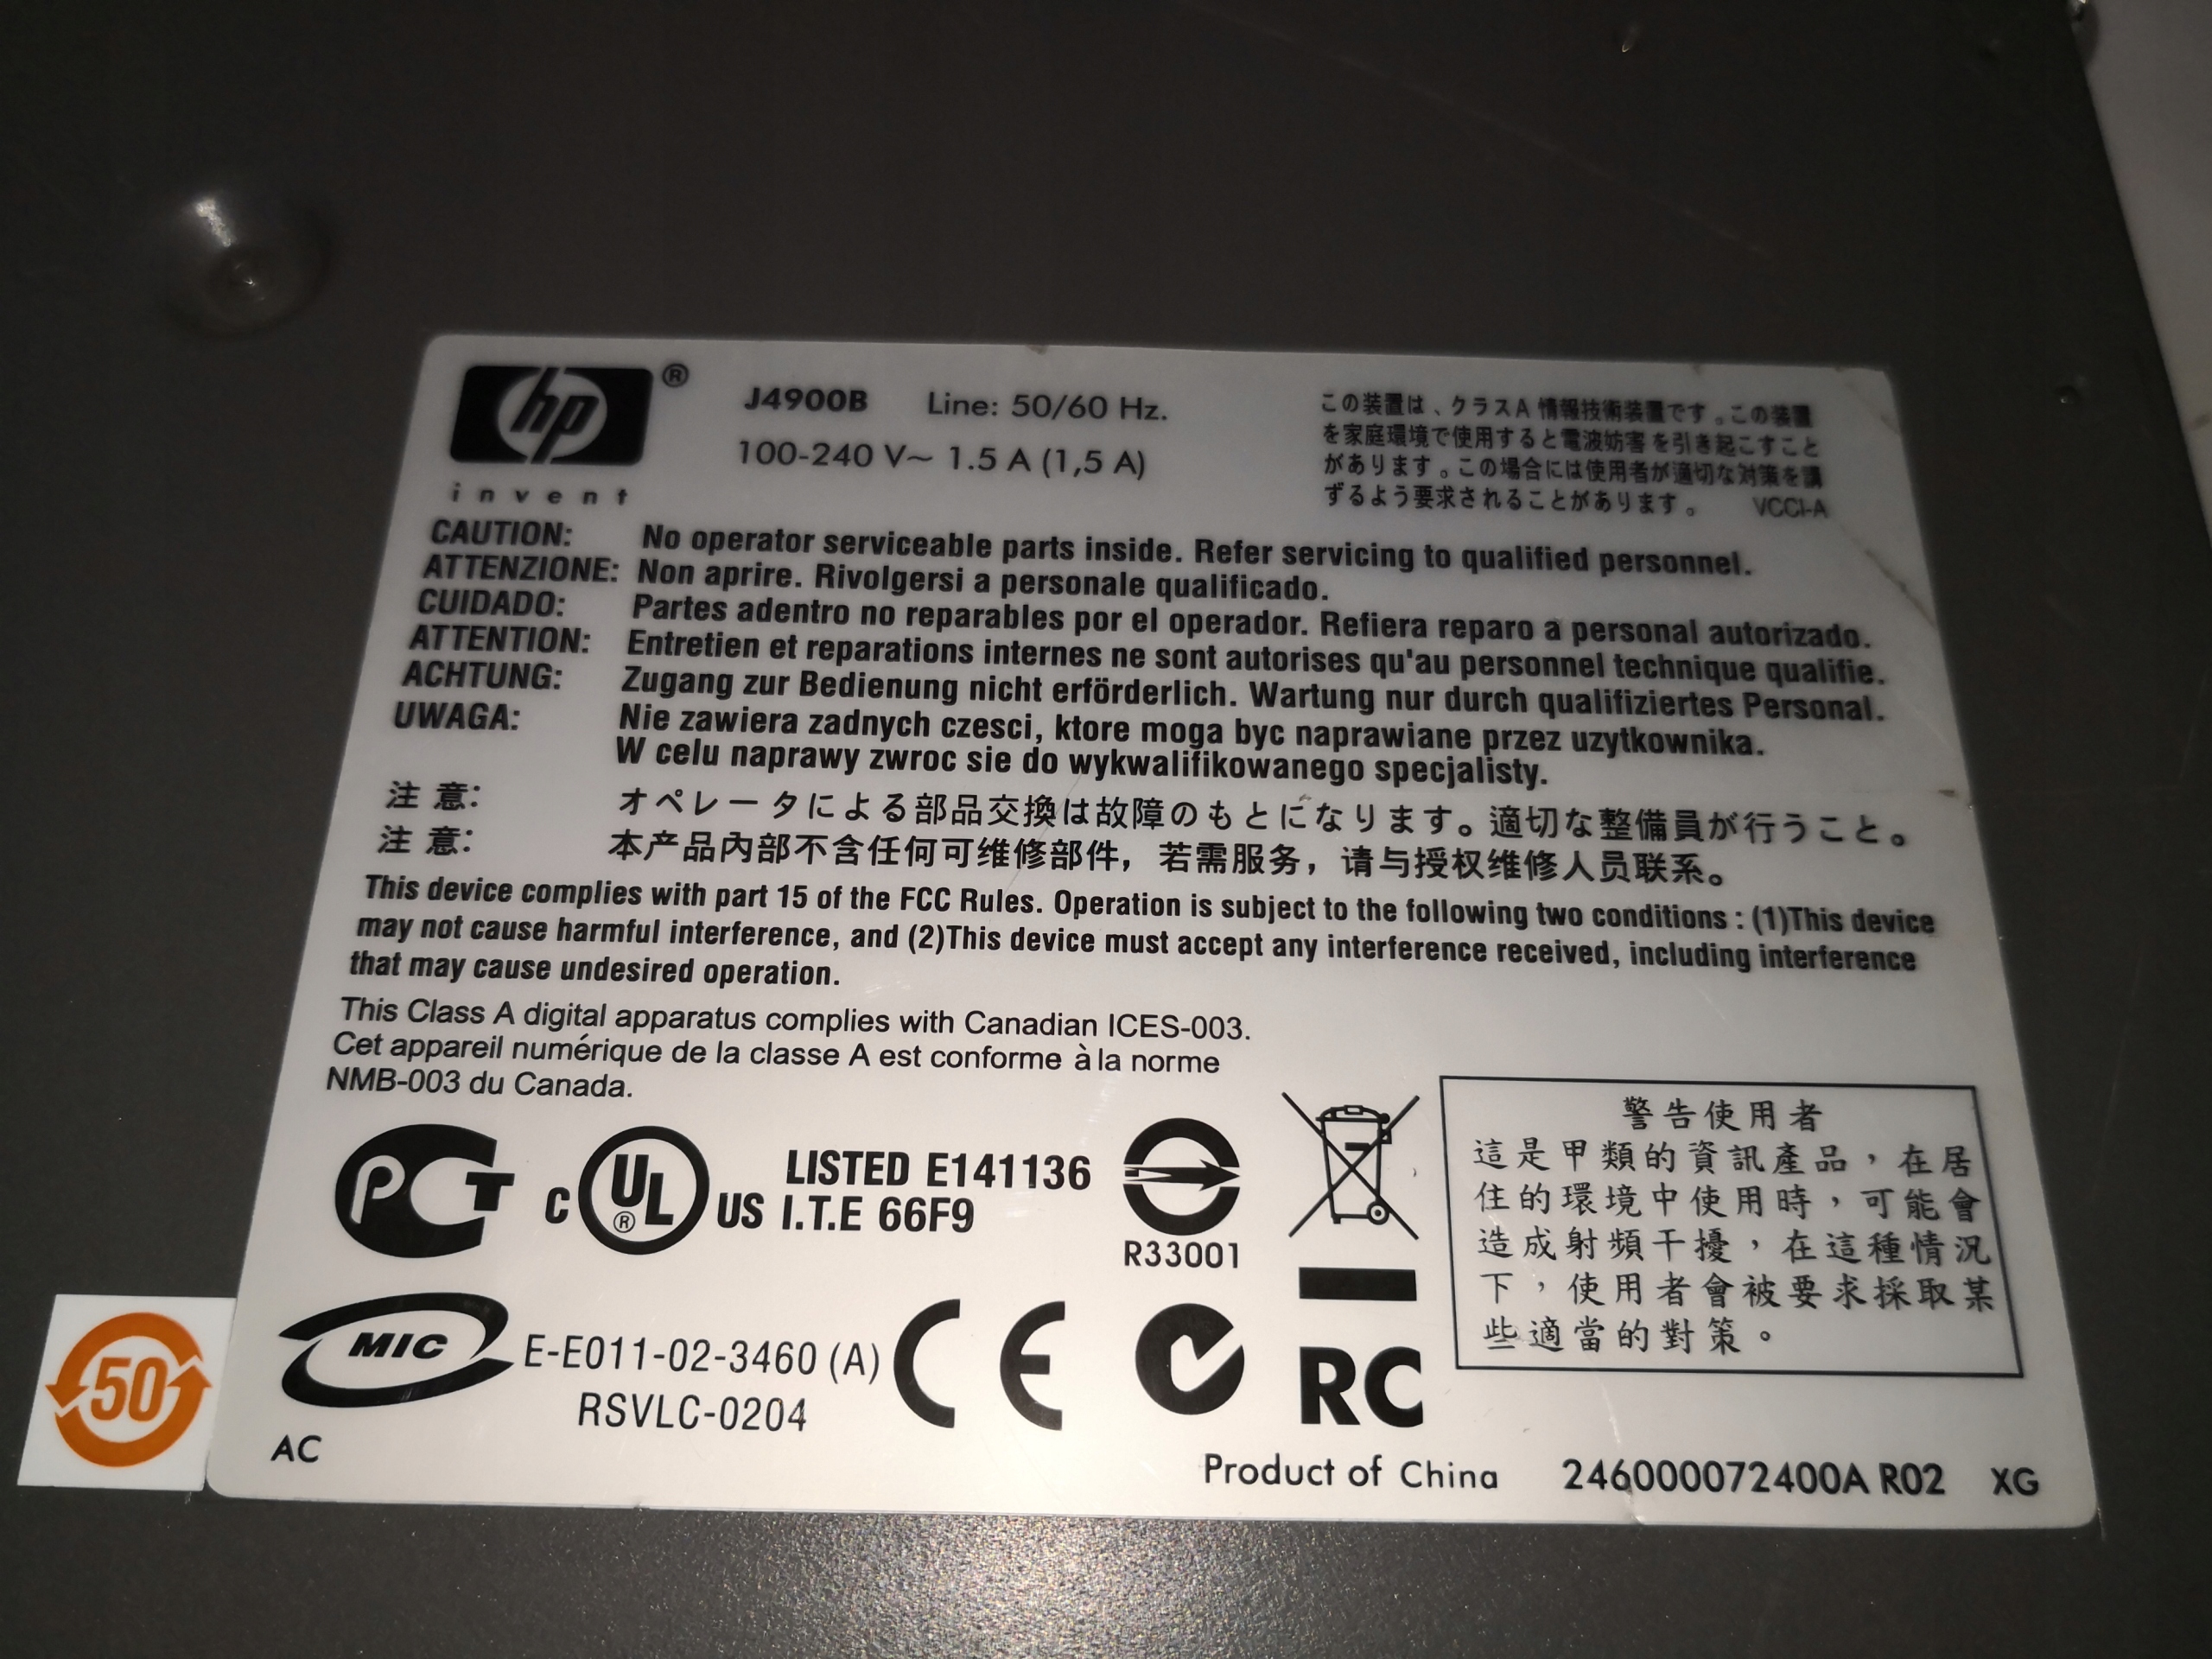 hp ®
invent
J4900B Line: 50/60 Hz.
100-240 V~ 1.5 A (1,5 A)
この装置は、クラスA 情報技術装置です。この装置
を家庭環境で使用すると電波妨害を引き起こすこと
があります。この場合には使用者が適切な対策を講
ずるよう要求されることがあります。 VCCI-A
CAUTION: No operator serviceable parts inside. Refer servicing to qualified personnel.
ATTENZIONE: Non aprire. Rivolgersi a personale qualificado.
CUIDADO: Partes adentro no reparables por el operador. Refiera reparo a personal autorizado.
ATTENTION: Entretien et reparations internes ne sont autorises qu'au personnel technique qualifie.
ACHTUNG: Zugang zur Bedienung nicht erförderlich. Wartung nur durch qualifiziertes Personal.
UWAGA: Nie zawiera zadnych czesci, ktore moga byc naprawiane przez uzytkownika.
W celu naprawy zwroc sie do wykwalifikowanego specjalisty.
注 意: オペレータによる部品交換は故障のもとになります。適切な整備員が行うこと。
注 意: 本产品内部不含任何可维修部件，若需服务，请与授权维修人员联系。
This device complies with part 15 of the FCC Rules. Operation is subject to the following two conditions : (1)This device
may not cause harmful interference, and (2)This device must accept any interference received, including interference
that may cause undesired operation.
This Class A digital apparatus complies with Canadian ICES-003.
Cet appareil numérique de la classe A est conforme à la norme
NMB-003 du Canada.
PCT
C UL ® US LISTED E141136
I.T.E 66F9
R33001
警告使用者
這是甲類的資訊產品，在居
住的環境中使用時，可能會
造成射頻干擾，在這種情況
下，使用者會被要求採取某
些適當的對策。
MIC E-E011-02-3460 (A)
RSVLC-0204
CE
RC
50
AC
Product of China 246000072400A R02 XG